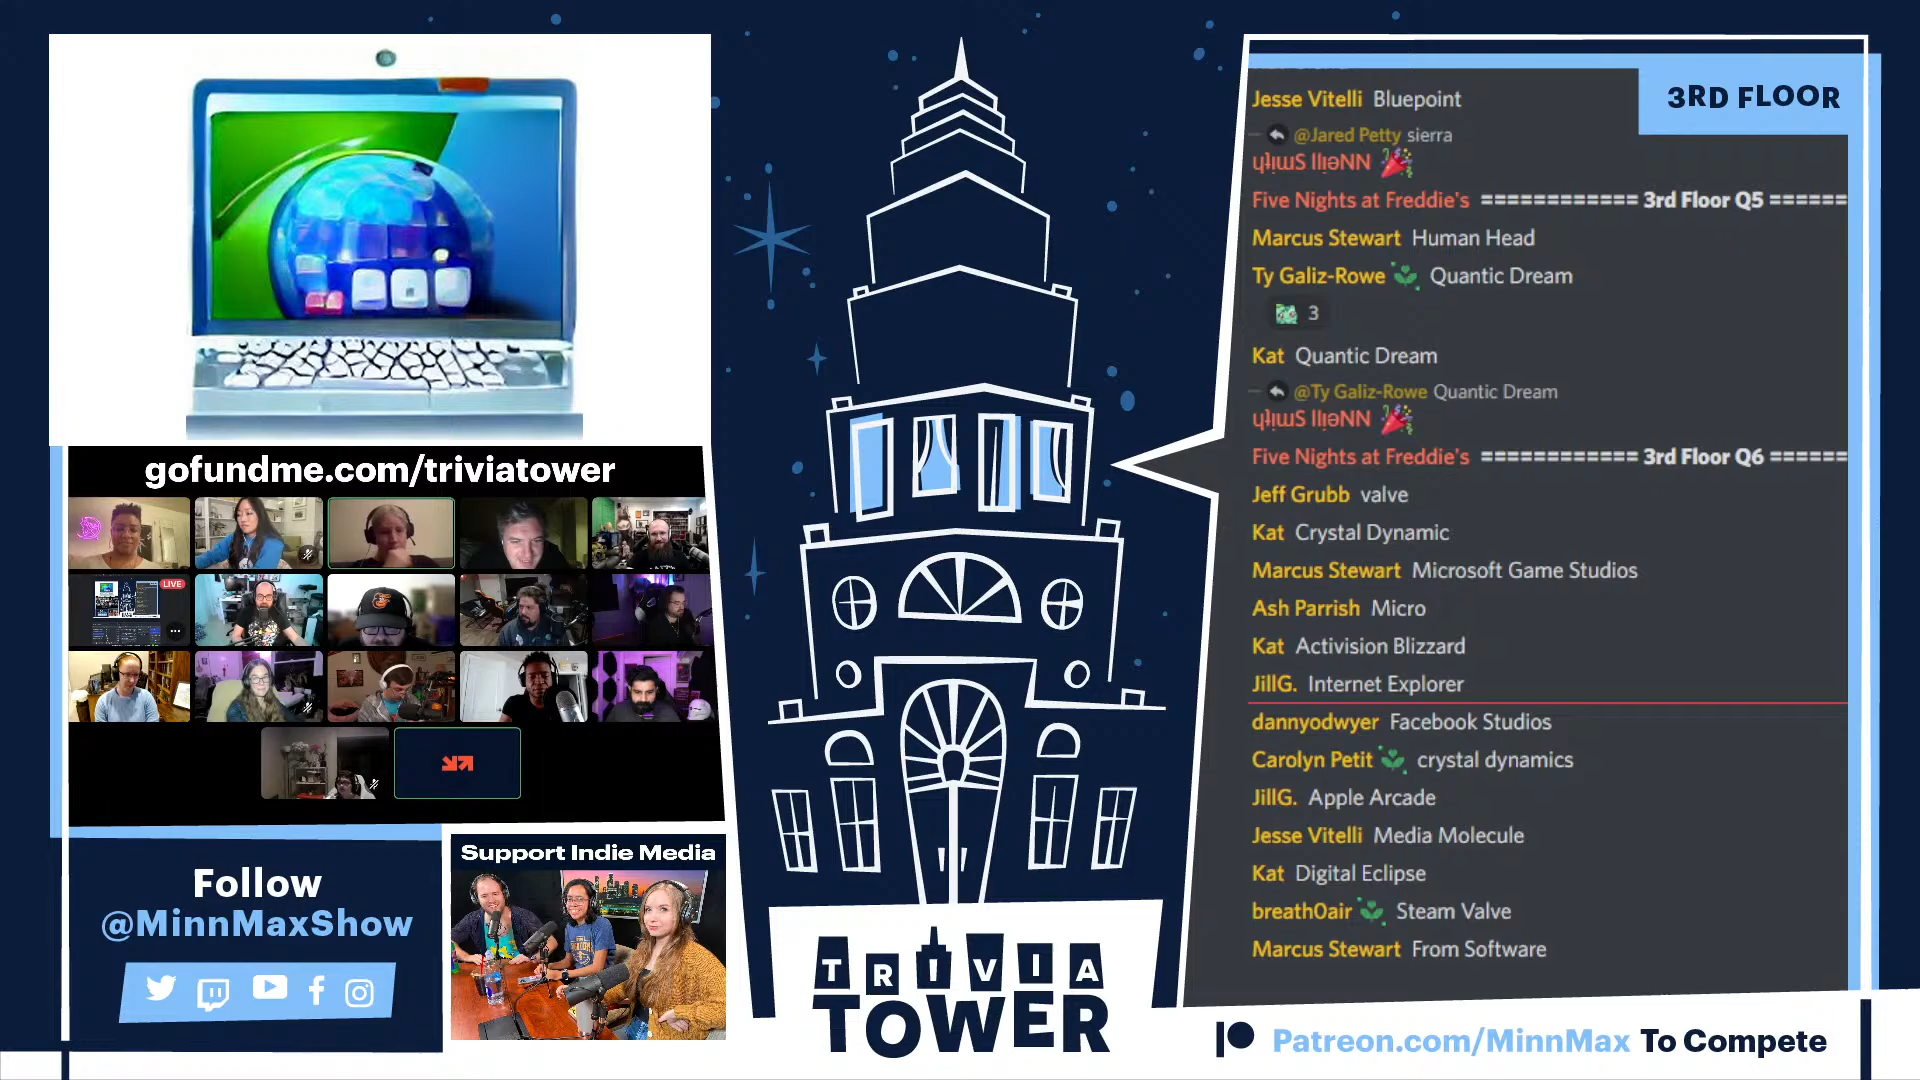 gofundme.com/triviatower
LIVE
Follow
@MinnMaxShow
Support Indie Media
TRIVIA
TOWER
3RD FLOOR
Jesse Vitelli Bluepoint
@Jared Petty sierra
Five Nights at Freddie's ============ 3rd Floor Q5 ======
Marcus Stewart Human Head
Ty Galiz-Rowe Quantic Dream
3
Kat Quantic Dream
@Ty Galiz-Rowe Quantic Dream
Five Nights at Freddie's ============ 3rd Floor Q6 ======
Jeff Grubb valve
Kat Crystal Dynamic
Marcus Stewart Microsoft Game Studios
Ash Parrish Micro
Kat Activision Blizzard
JillG. Internet Explorer
dannyodwyer Facebook Studios
Carolyn Petit crystal dynamics
JillG. Apple Arcade
Jesse Vitelli Media Molecule
Kat Digital Eclipse
breath0air Steam Valve
Marcus Stewart From Software
Patreon.com/MinnMax To Compete